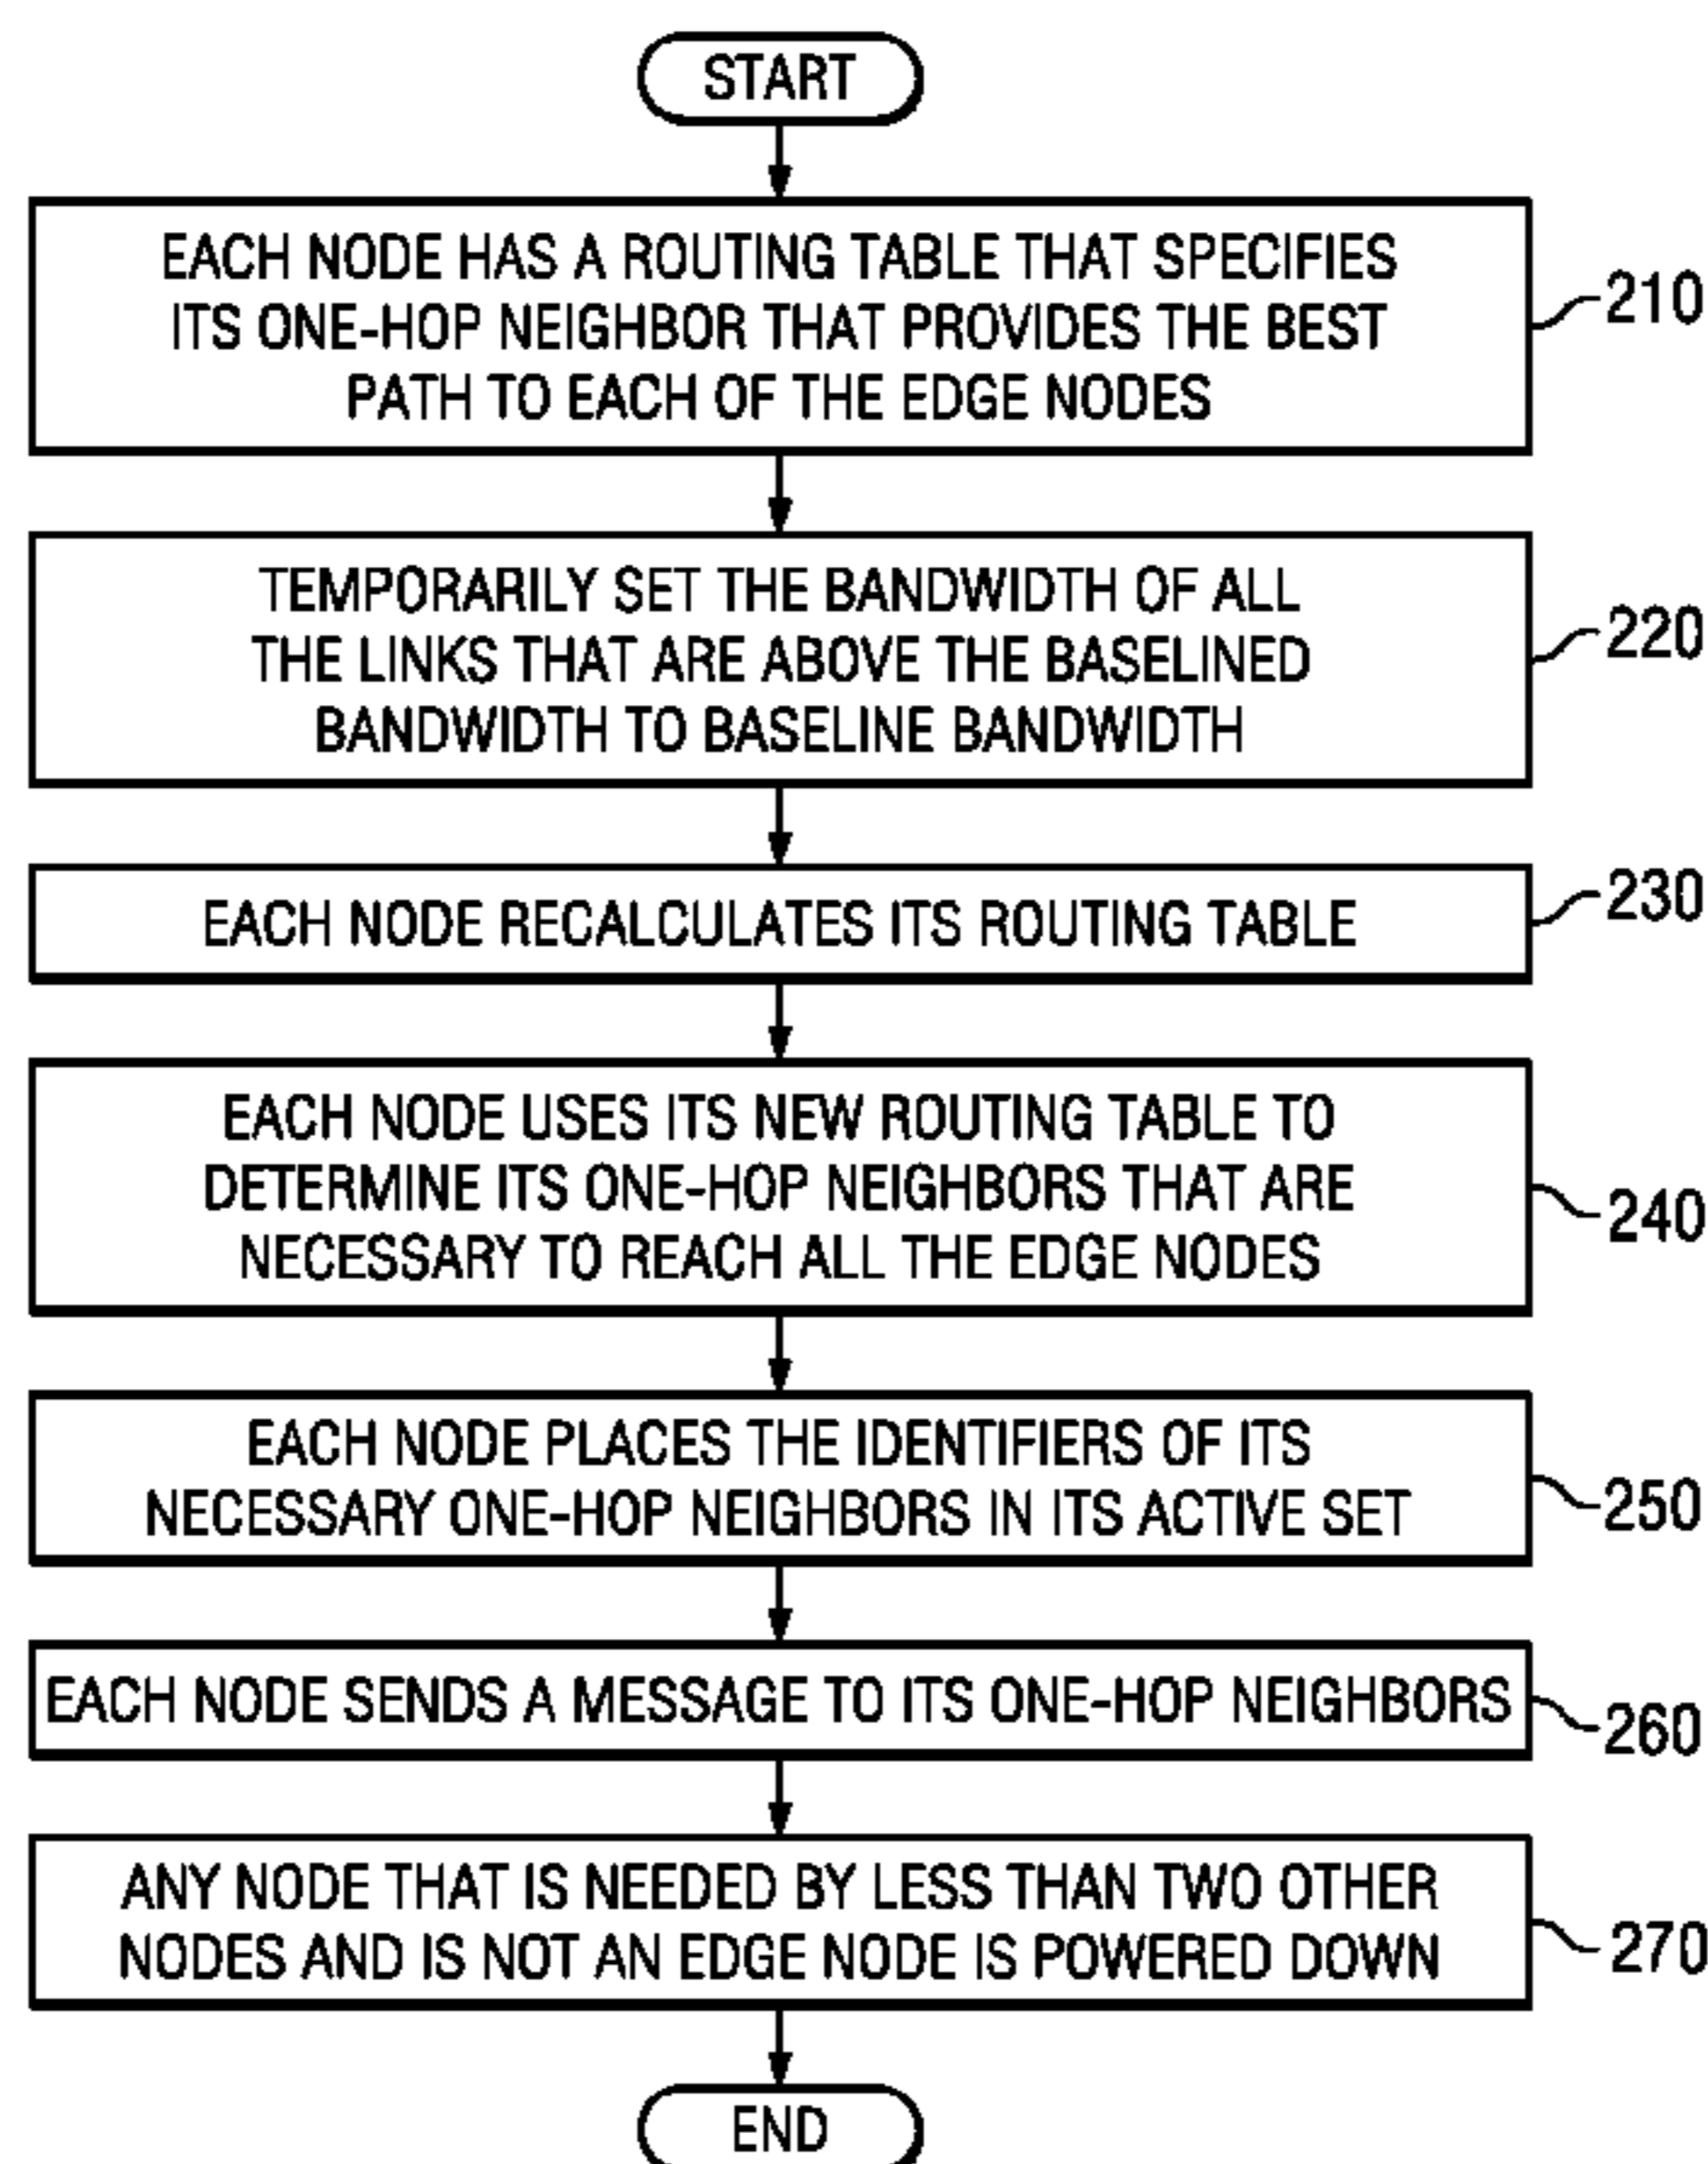 START
EACH NODE HAS A ROUTING TABLE THAT SPECIFIES
ITS ONE-HOP NEIGHBOR THAT PROVIDES THE BEST
PATH TO EACH OF THE EDGE NODES
210
TEMPORARILY SET THE BANDWIDTH OF ALL
THE LINKS THAT ARE ABOVE THE BASELINED
BANDWIDTH TO BASELINE BANDWIDTH
220
EACH NODE RECALCULATES ITS ROUTING TABLE
230
EACH NODE USES ITS NEW ROUTING TABLE TO
DETERMINE ITS ONE-HOP NEIGHBORS THAT ARE
NECESSARY TO REACH ALL THE EDGE NODES
240
EACH NODE PLACES THE IDENTIFIERS OF ITS
NECESSARY ONE-HOP NEIGHBORS IN ITS ACTIVE SET
250
EACH NODE SENDS A MESSAGE TO ITS ONE-HOP NEIGHBORS
260
ANY NODE THAT IS NEEDED BY LESS THAN TWO OTHER
NODES AND IS NOT AN EDGE NODE IS POWERED DOWN
270
END